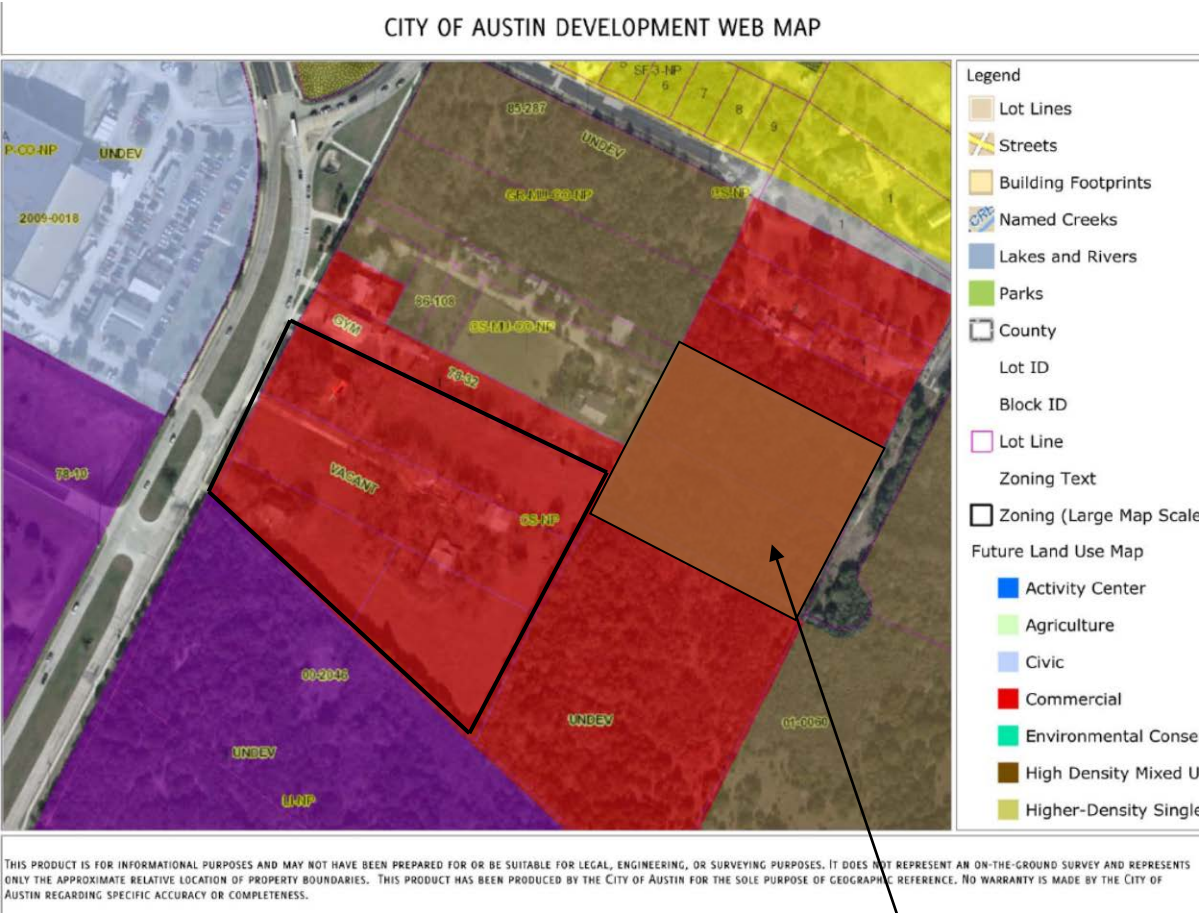 CITY OF AUSTIN DEVELOPMENT WEB MAP
SF-3-NP
6
7
8
9
1
1
85-287
UNDEV
P-CO-NP
UNDEV
GR-MU-CO-NP
CS-NP
2009-0018
86-108
GYM
CS-MU-CO-NP
78-32
1
78-10
VACANT
CS-NP
00-2046
UNDEV
01-0060
UNDEV
LI-NP
Legend
Lot Lines
Streets
Building Footprints
CRE
Named Creeks
Lakes and Rivers
Parks
County
Lot ID
Block ID
Lot Line
Zoning Text
Zoning (Large Map Scale
Future Land Use Map
Activity Center
Agriculture
Civic
Commercial
Environmental Conse
High Density Mixed U
Higher-Density Single
THIS PRODUCT IS FOR INFORMATIONAL PURPOSES AND MAY NOT HAVE BEEN PREPARED FOR OR BE SUITABLE FOR LEGAL, ENGINEERING, OR SURVEYING PURPOSES. IT DOES NOT REPRESENT AN ON-THE-GROUND SURVEY AND REPRESENTS
ONLY THE APPROXIMATE RELATIVE LOCATION OF PROPERTY BOUNDARIES. THIS PRODUCT HAS BEEN PRODUCED BY THE CITY OF AUSTIN FOR THE SOLE PURPOSE OF GEOGRAPHIC REFERENCE. NO WARRANTY IS MADE BY THE CITY OF
AUSTIN REGARDING SPECIFIC ACCURACY OR COMPLETENESS.